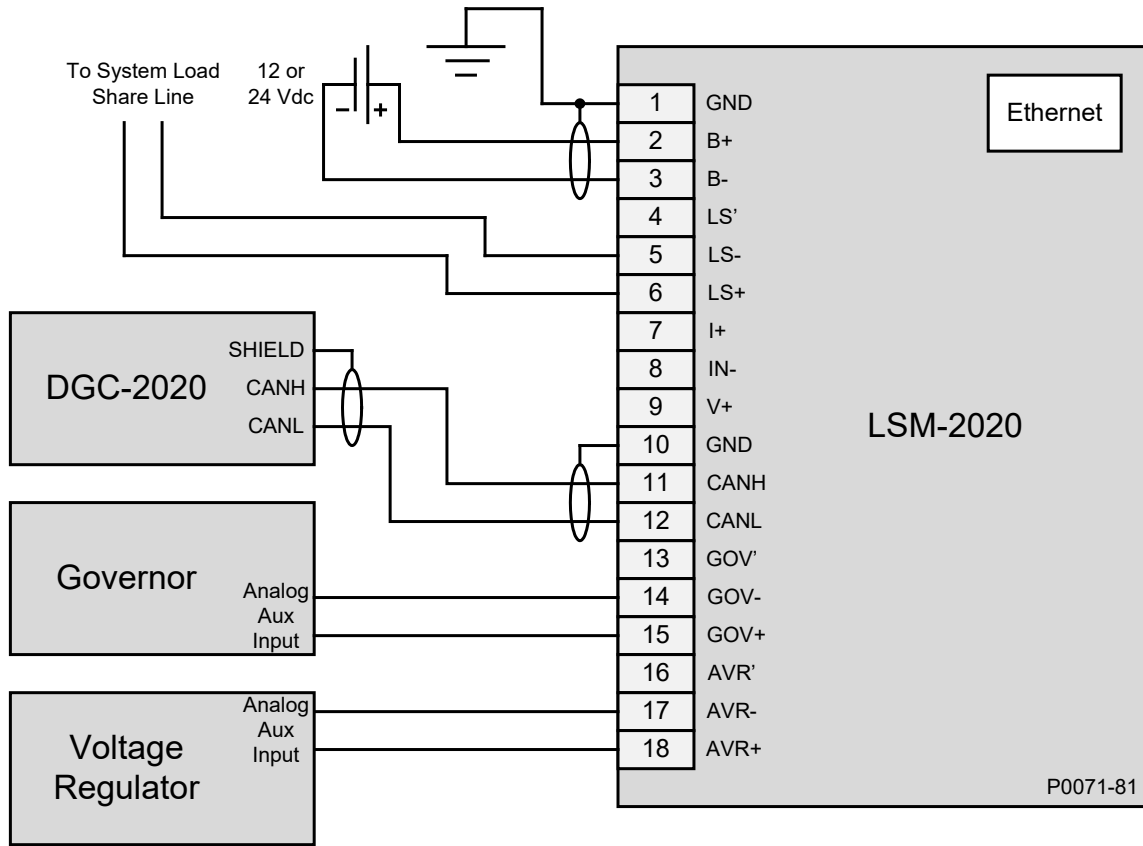 To System Load
Share Line
12 or
24 Vdc
– +
Ethernet
1 GND
2 B+
3 B-
4 LS’
5 LS-
6 LS+
7 I+
8 IN-
9 V+
10 GND
11 CANH
12 CANL
13 GOV’
14 GOV-
15 GOV+
16 AVR’
17 AVR-
18 AVR+
LSM-2020
P0071-81
DGC-2020
SHIELD
CANH
CANL
Governor
Analog
Aux
Input
Voltage
Regulator
Analog
Aux
Input